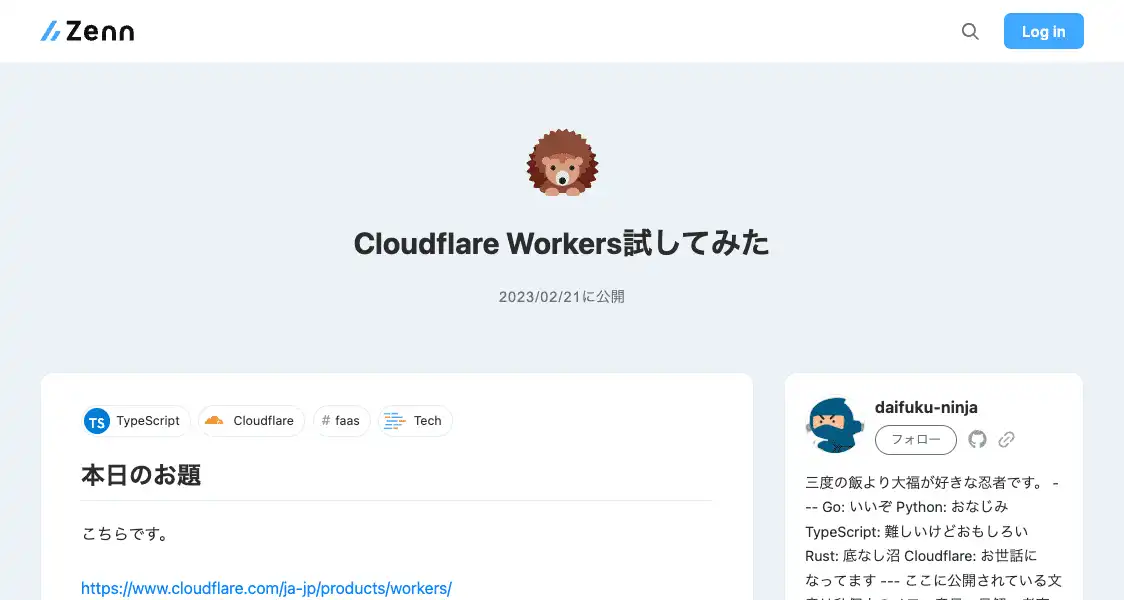 Zenn
Log in
Cloudflare Workers試してみた
2023/02/21に公開
TS TypeScript
Cloudflare
# faas
Tech
本日のお題
こちらです。
https://www.cloudflare.com/ja-jp/products/workers/
daifuku-ninja
フォロー
三度の飯より大福が好きな忍者です。 -
-- Go: いいぞ Python: おなじみ
TypeScript: 難しいけどおもしろい
Rust: 底なし沼 Cloudflare: お世話に
なってます --- ここに公開されている文